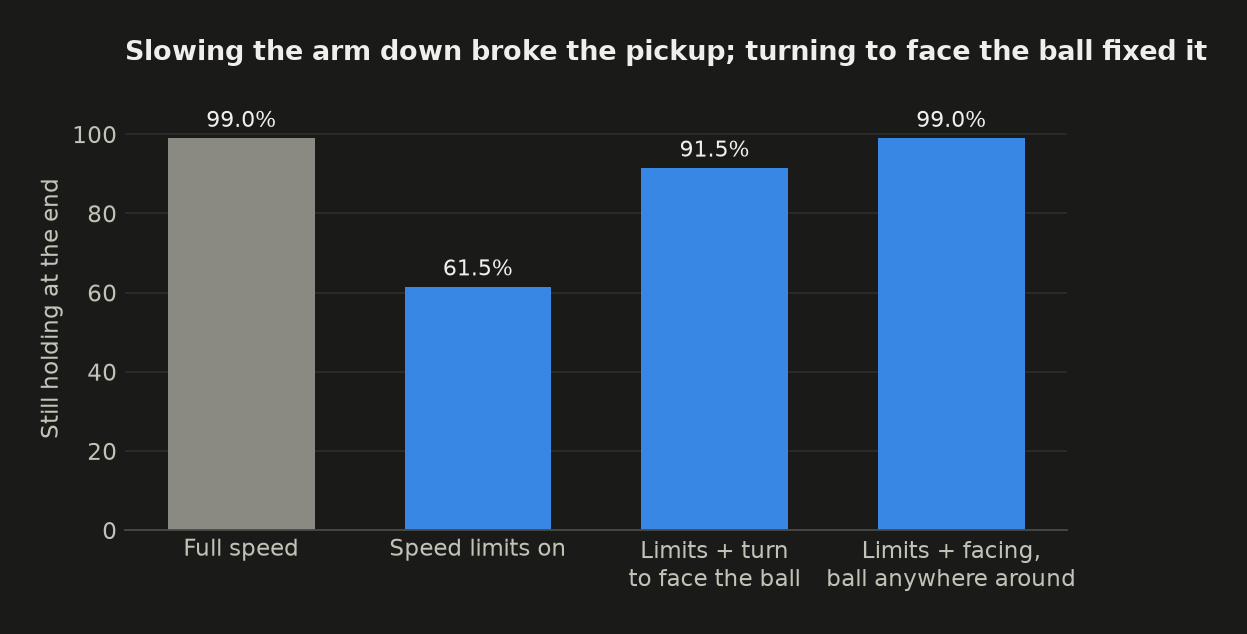 Slowing the arm down broke the pickup; turning to face the ball fixed it
99.0%
61.5%
91.5%
99.0%
Still holding at the end
100
80
60
40
20
0
Full speed
Speed limits on
Limits + turn
to face the ball
Limits + facing,
ball anywhere around